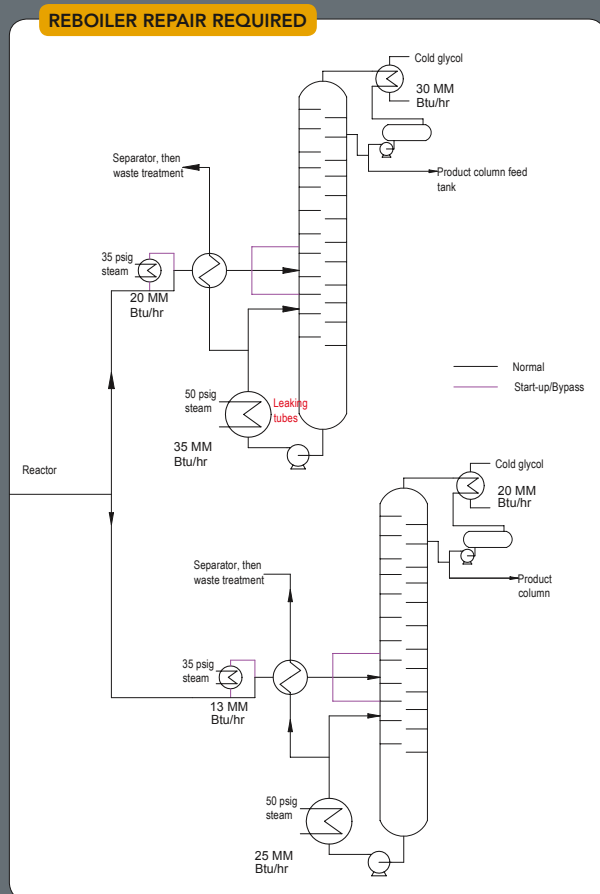 REBOILER REPAIR REQUIRED
Cold glycol
30 MM
Btu/hr
Separator, then
waste treatment
Product column feed
tank
35 psig
steam
20 MM
Btu/hr
Normal
Start-up/Bypass
50 psig
steam
Leaking
tubes
35 MM
Btu/hr
Reactor
Cold glycol
20 MM
Btu/hr
Separator, then
waste treatment
Product
column
35 psig
steam
13 MM
Btu/hr
50 psig
steam
25 MM
Btu/hr